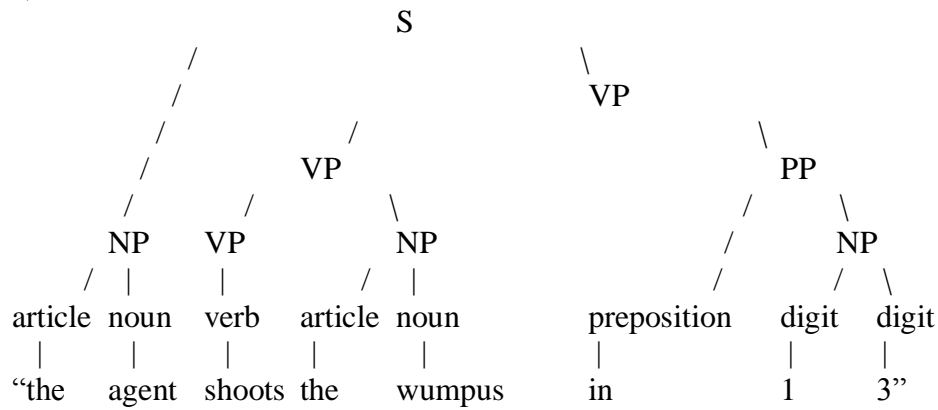 S
VP
VP PP
NP VP NP NP
article noun verb article noun preposition digit digit
“the agent shoots the wumpus in 1 3”